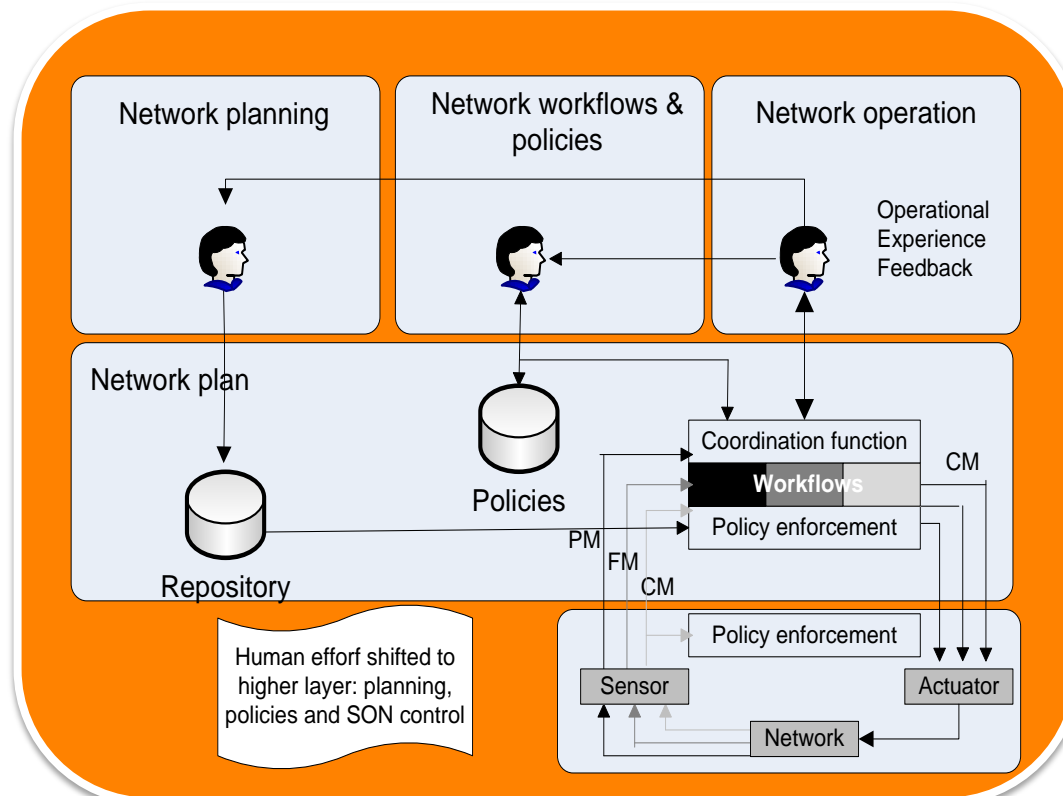 Network planning
Network workflows &
policies
Network operation
Operational
Experience
Feedback
Network plan
Coordination function
CM
Workflows
Policies
Policy enforcement
PM
FM
CM
Repository
Policy enforcement
Human efforf shifted to
higher layer: planning,
policies and SON control
Sensor
Actuator
Network